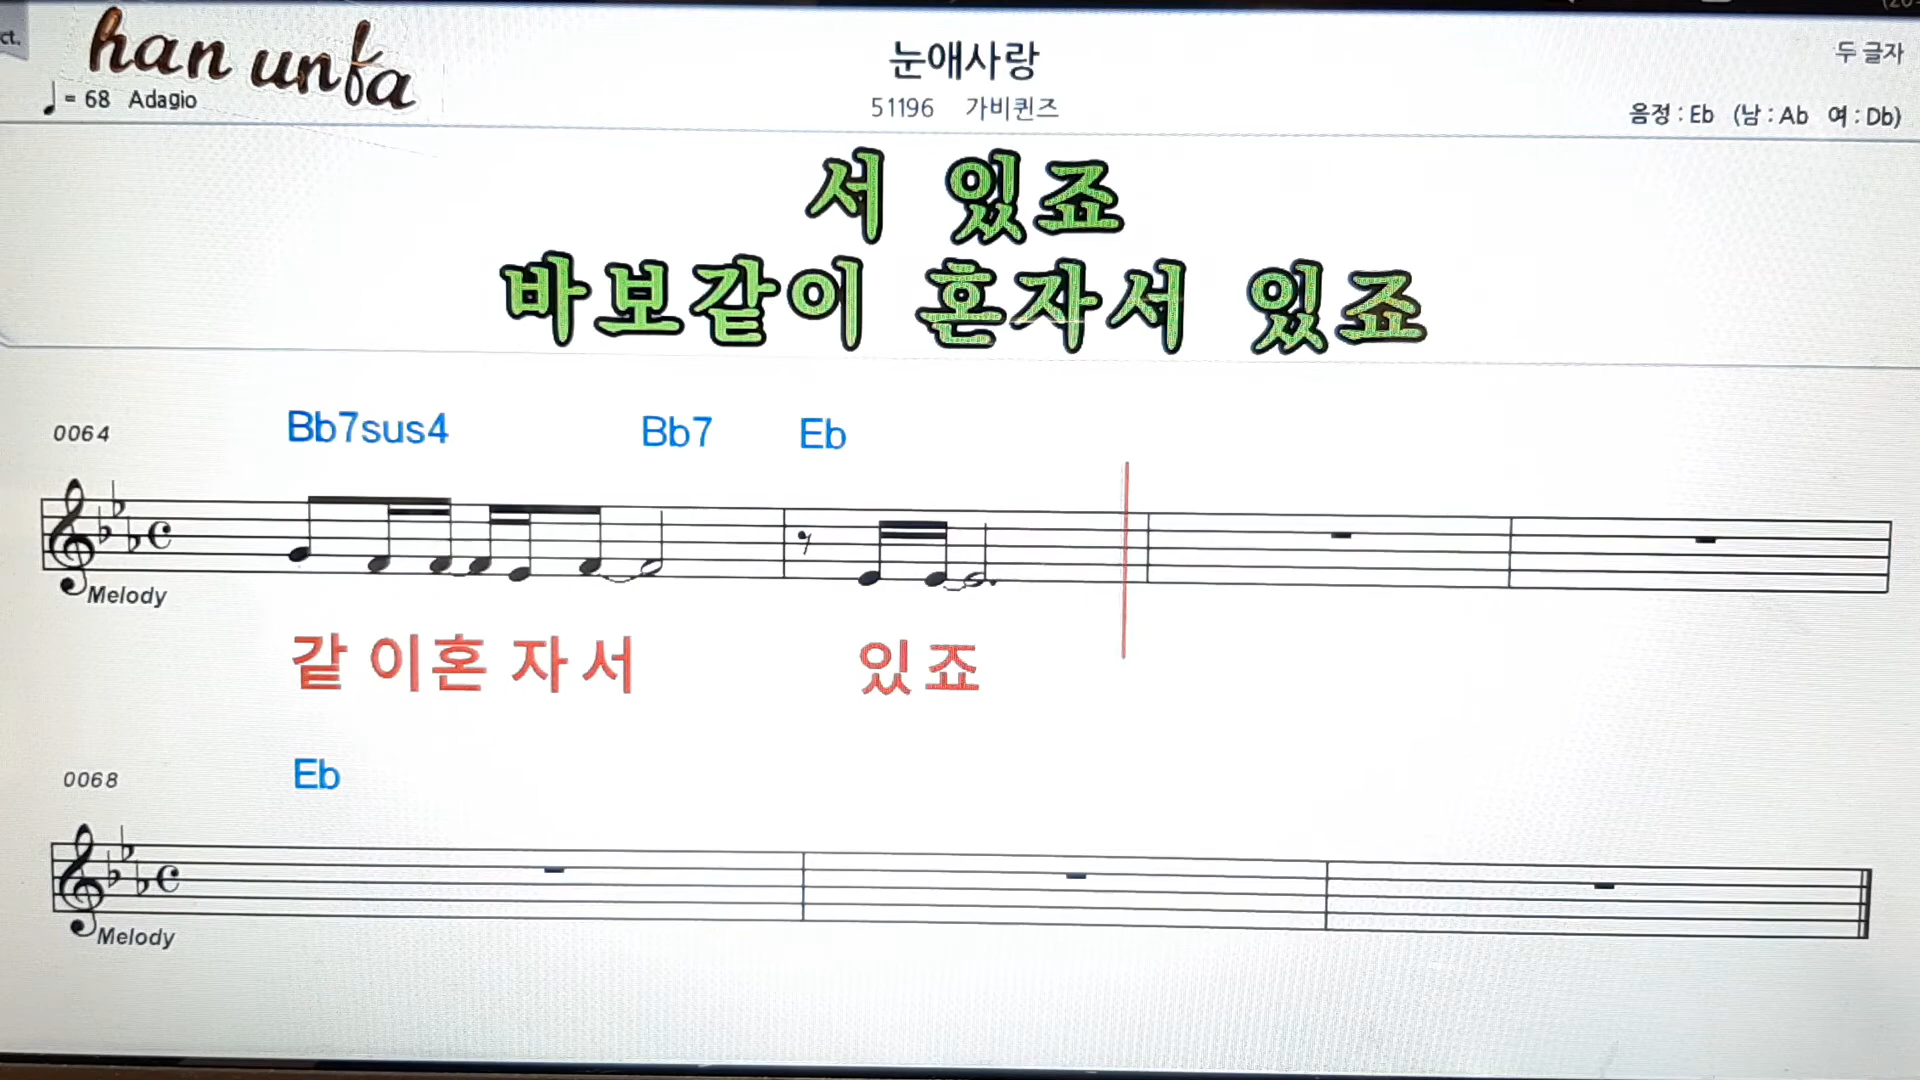 ct.
han unfa
= 68 Adagio
눈애사랑
51196 가비퀸즈
두 글자
음정 : Eb (남 : Ab 여 : Db)
서 있죠
바보같이 혼자서 있죠
0064 Bb7sus4 Bb7 Eb
Melody
같 이 혼 자 서 있 죠
0068 Eb
Melody